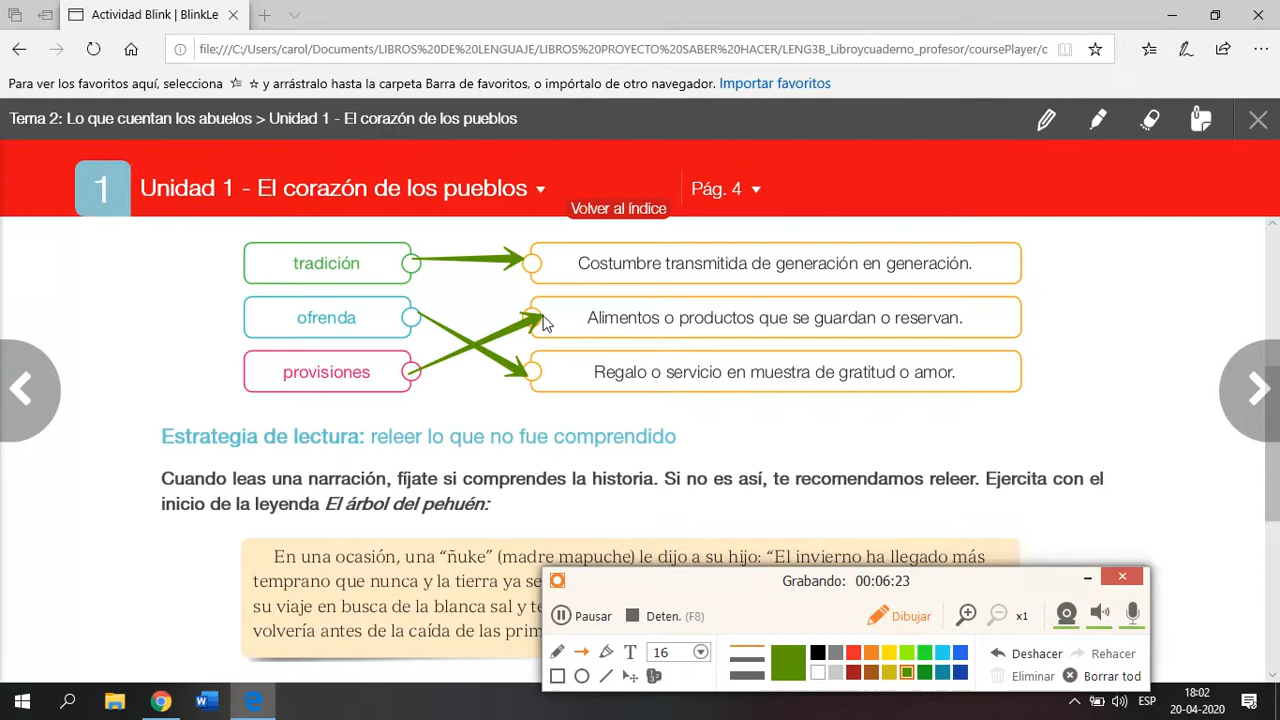 Actividad Blink | BlinkLe
file:///C:/Users/carol/Documents/LIBROS%20DE%20LENGUAJE/LIBROS%20PROYECTO%20SABER%20HACER/LENG3B_Libroycuaderno_profesor/coursePlayer/c
Para ver los favoritos aquí, selecciona y arrástralo hasta la carpeta Barra de favoritos, o impórtalo de otro navegador. Importar favoritos
Tema 2: Lo que cuentan los abuelos > Unidad 1 - El corazón de los pueblos
1 Unidad 1 - El corazón de los pueblos Pág. 4
Volver al índice
tradición Costumbre transmitida de generación en generación.
ofrenda Alimentos o productos que se guardan o reservan.
provisiones Regalo o servicio en muestra de gratitud o amor.
Estrategia de lectura: releer lo que no fue comprendido
Cuando leas una narración, fíjate si comprendes la historia. Si no es así, te recomendamos releer. Ejercita con el
inicio de la leyenda El árbol del pehuén:
En una ocasión, una “ñuke” (madre mapuche) le dijo a su hijo: “El invierno ha llegado más
temprano que nunca y la tierra ya se
su viaje en busca de la blanca sal y te
volvería antes de la caída de las prim
Grabando: 00:06:23
Pausar Deten. (F8) Dibujar x1
T 16 Deshacer Rehacer
Eliminar Borrar tod
ESP 18:02
20-04-2020